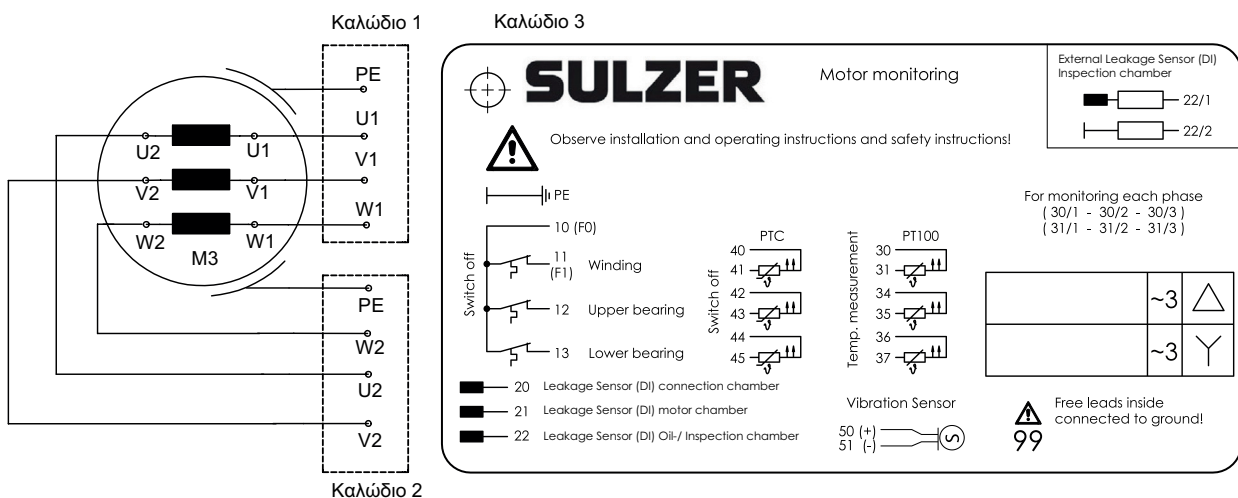 Καλώδιο 1
Καλώδιο 3
PE
U1
V1
W1
U2
U1
V2
V1
W2
W1
M3
PE
W2
U2
V2
Καλώδιο 2
SULZER
Motor monitoring
External Leakage Sensor (DI)
Inspection chamber
22/1
22/2
Observe installation and operating instructions and safety instructions!
PE
Switch off
10 (F0)
11
(F1)
Winding
12
Upper bearing
13
Lower bearing
PTC
Switch off
40
41
42
43
44
45
PT100
Temp. measurement
30
31
34
35
36
37
For monitoring each phase
( 30/1 - 30/2 - 30/3 )
( 31/1 - 31/2 - 31/3 )
~3
~3
20 Leakage Sensor (DI) connection chamber
21 Leakage Sensor (DI) motor chamber
22 Leakage Sensor (DI) Oil-/ Inspection chamber
Vibration Sensor
50 (+)
51 (-)
S
Free leads inside
connected to ground!
99